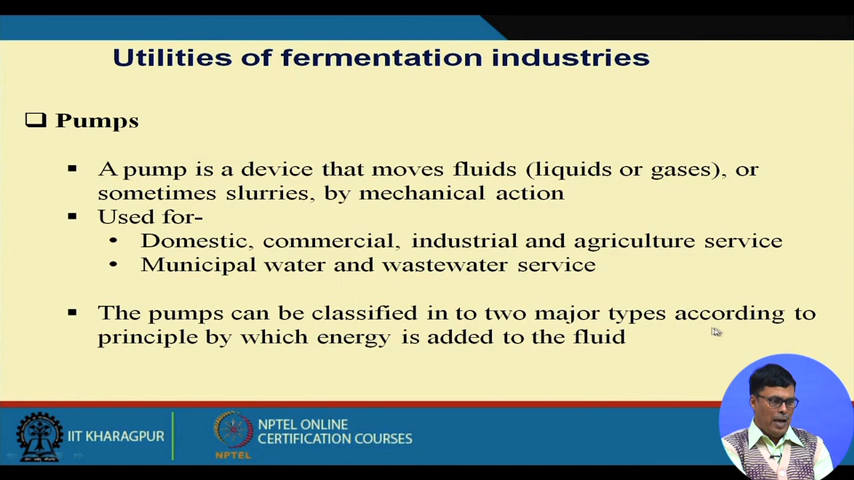 Utilities of fermentation industries
Pumps
A pump is a device that moves fluids (liquids or gases), or
sometimes slurries, by mechanical action
Used for-
Domestic, commercial, industrial and agriculture service
Municipal water and wastewater service
The pumps can be classified in to two major types according to
principle by which energy is added to the fluid
IIT KHARAGPUR
NPTEL
NPTEL ONLINE
CERTIFICATION COURSES